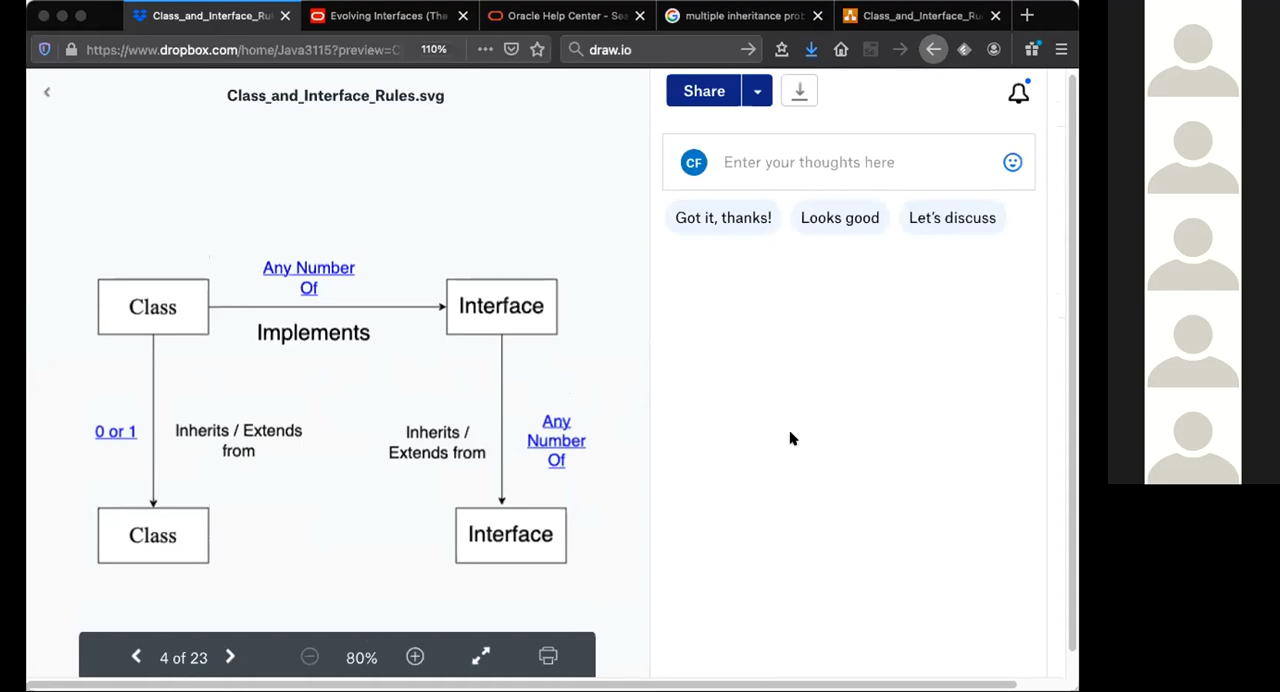 Class_and_Interface_Ru
Evolving Interfaces (The
Oracle Help Center - Sea
multiple inheritance prob
Class_and_Interface_Ru
https://www.dropbox.com/home/Java3115?preview=C
110%
draw.io
Class_and_Interface_Rules.svg
Share
CF
Enter your thoughts here
Got it, thanks!
Looks good
Let's discuss
Any Number
Of
Class
Interface
Implements
0 or 1
Inherits / Extends
from
Inherits /
Extends from
Any
Number
Of
Class
Interface
4 of 23
80%